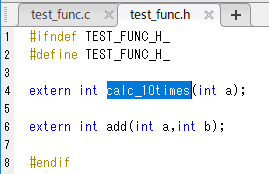 test_func.c × test_func.h ×
1 #ifndef TEST_FUNC_H_
2 #define TEST_FUNC_H_
3
4 extern int calc_10times(int a);
5
6 extern int add(int a,int b);
7
8 #endif